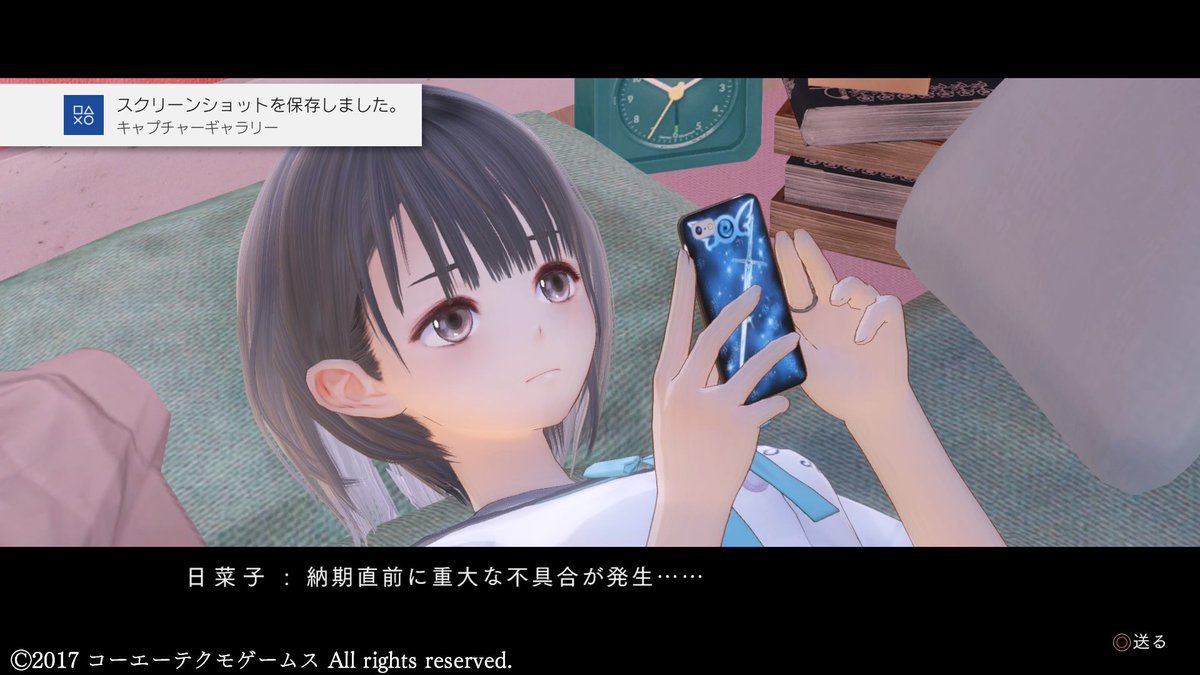 スクリーンショットを保存しました。
キャプチャーギャラリー
日菜子 : 納期直前に重大な不具合が発生……
送る
©2017 コーエーテクモゲームス All rights reserved.